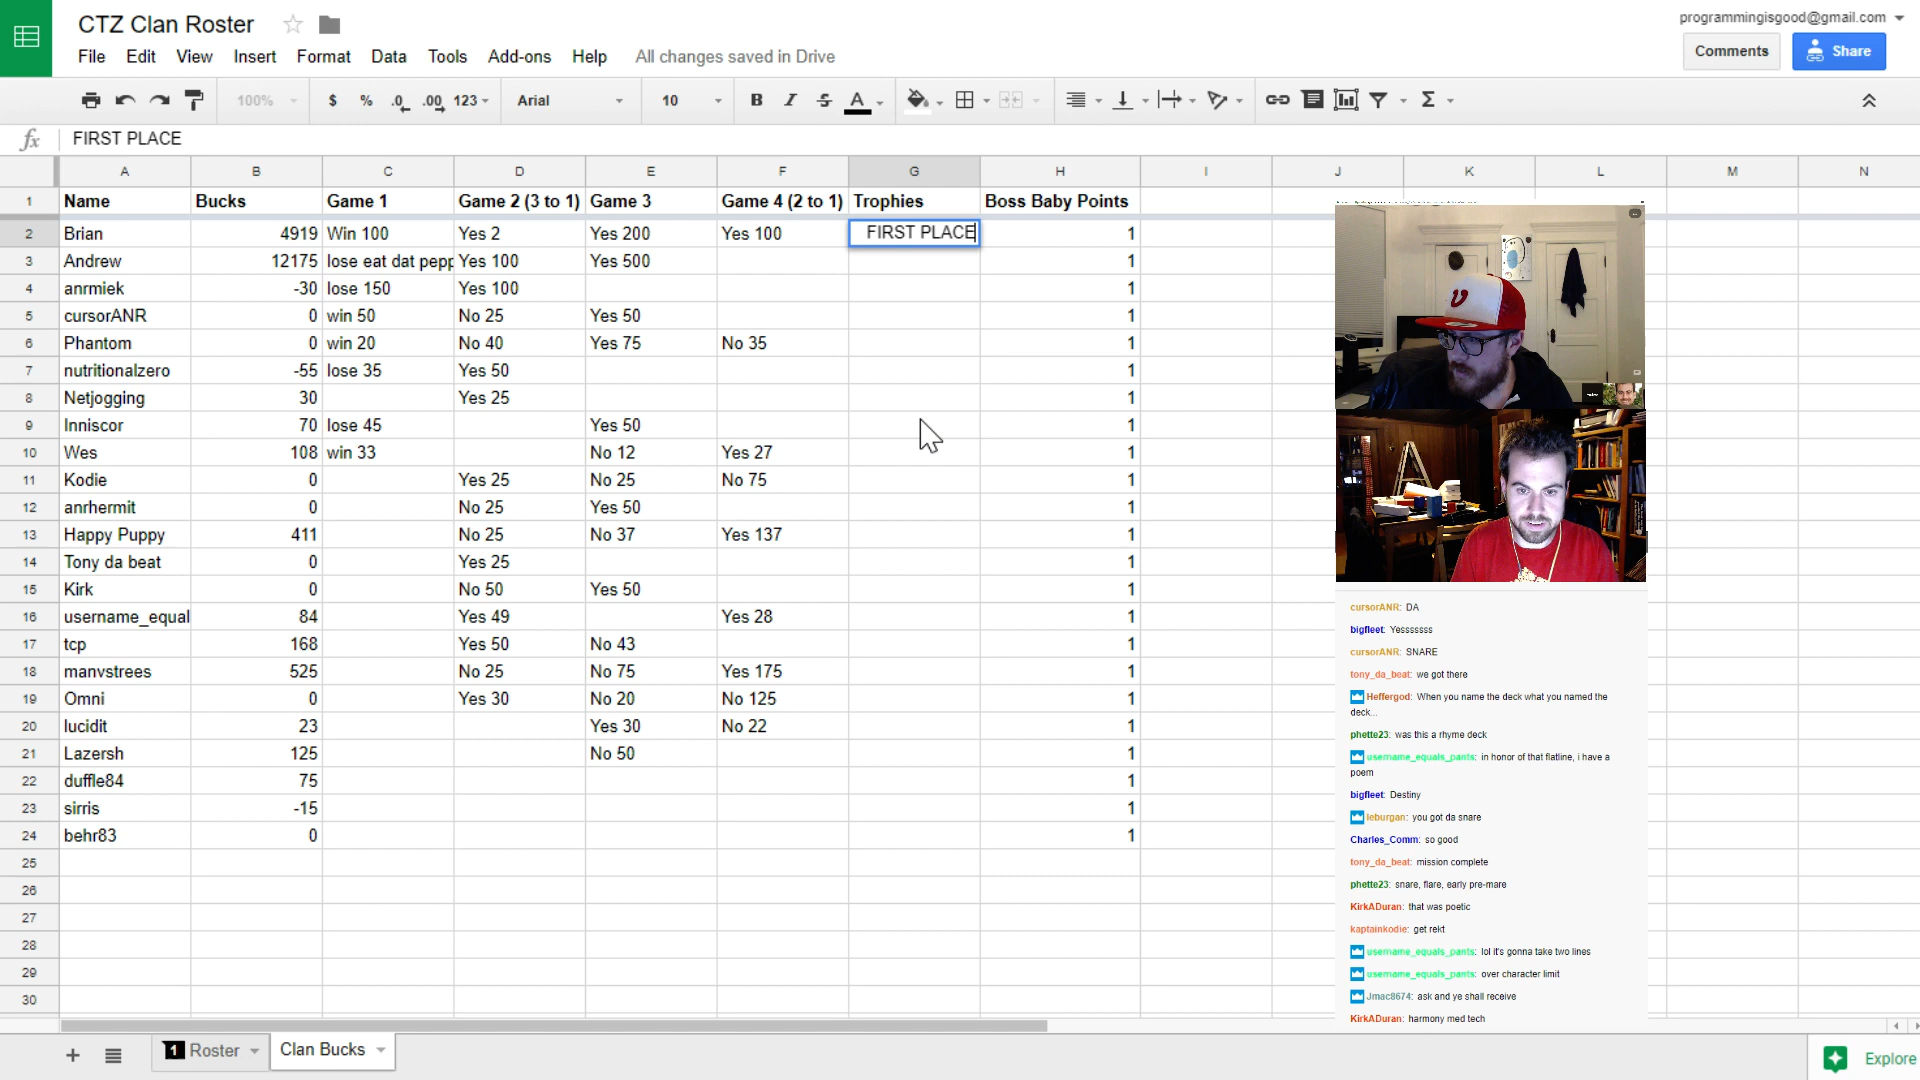 CTZ Clan Roster
programmingisgood@gmail.com
File Edit View Insert Format Data Tools Add-ons Help All changes saved in Drive
Comments Share
100% $ % .0 .00 123 Arial 10 B I S A Σ
fx FIRST PLACE
A B C D E F G H I J K L M N
1 Name Bucks Game 1 Game 2 (3 to 1) Game 3 Game 4 (2 to 1) Trophies Boss Baby Points
2 Brian 4919 Win 100 Yes 2 Yes 200 Yes 100 FIRST PLACE 1
3 Andrew 12175 lose eat dat pepp Yes 100 Yes 500 1
4 anrmiek -30 lose 150 Yes 100 1
5 cursorANR 0 win 50 No 25 Yes 50 1
6 Phantom 0 win 20 No 40 Yes 75 No 35 1
7 nutritionalzero -55 lose 35 Yes 50 1
8 Netjogging 30 Yes 25 1
9 Inniscor 70 lose 45 Yes 50 1
10 Wes 108 win 33 No 12 Yes 27 1
11 Kodie 0 Yes 25 No 25 No 75 1
12 anrhermit 0 No 25 Yes 50 1
13 Happy Puppy 411 No 25 No 37 Yes 137 1
14 Tony da beat 0 Yes 25 1
15 Kirk 0 No 50 Yes 50 1
16 username_equal 84 Yes 49 Yes 28 1
17 tcp 168 Yes 50 No 43 1
18 manvstrees 525 No 25 No 75 Yes 175 1
19 Omni 0 Yes 30 No 20 No 125 1
20 lucidit 23 Yes 30 No 22 1
21 Lazersh 125 No 50 1
22 duffle84 75 1
23 sirris -15 1
24 behr83 0 1
25
26
27
28
29
30
cursorANR: DA
bigfleet: Yesssssss
cursorANR: SNARE
tony_da_beat: we got there
Heffergod: When you name the deck what you named the
deck...
phette23: was this a rhyme deck
username_equals_pants: in honor of that flatline, i have a
poem
bigfleet: Destiny
leburgan: you got da snare
Charles_Comm: so good
tony_da_beat: mission complete
phette23: snare, flare, early pre-mare
KirkADuran: that was poetic
kaptainkodie: get rekt
username_equals_pants: lol it's gonna take two lines
username_equals_pants: over character limit
Jmac8674: ask and ye shall receive
KirkADuran: harmony med tech
1 Roster Clan Bucks Explore